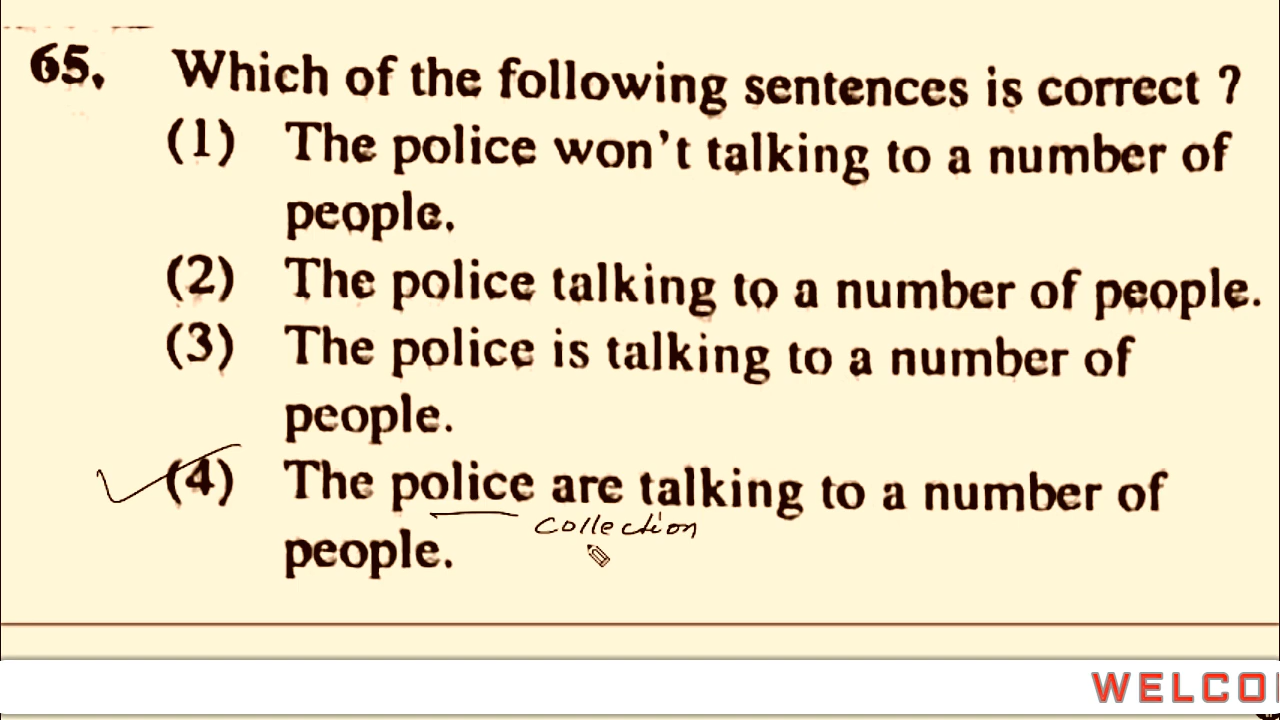 65. Which of the following sentences is correct ?
(1) The police won't talking to a number of
people.
(2) The police talking to a number of people.
(3) The police is talking to a number of
people.
(4) The police are talking to a number of
collection
people.